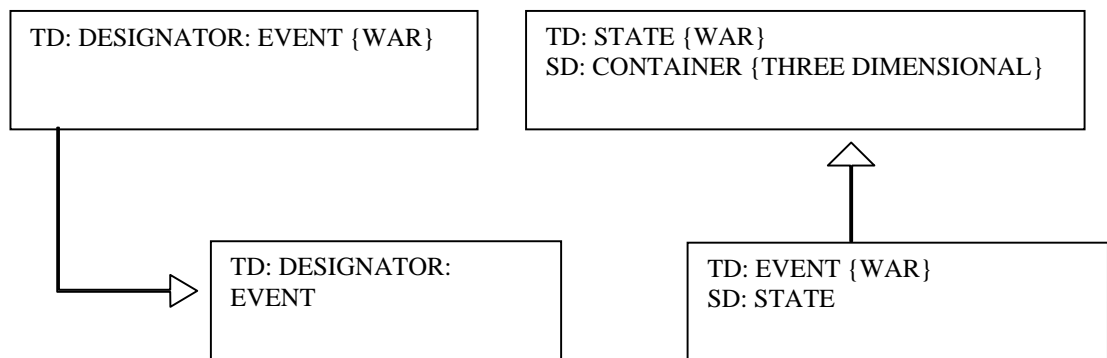 TD: DESIGNATOR: EVENT {WAR}
TD: STATE {WAR}
SD: CONTAINER {THREE DIMENSIONAL}
TD: DESIGNATOR:
EVENT
TD: EVENT {WAR}
SD: STATE